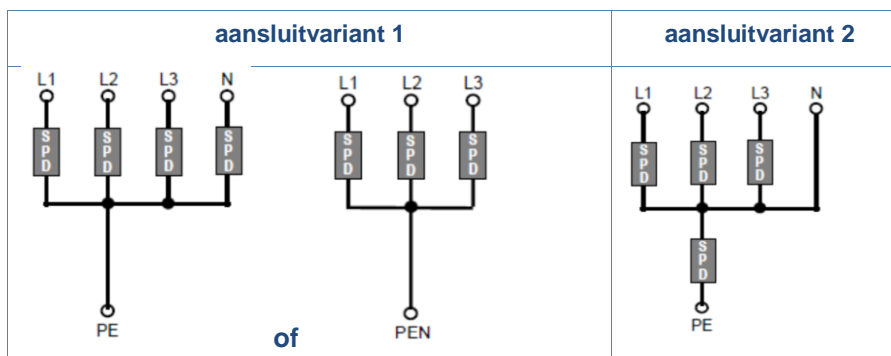 aansluitvariant 1
aansluitvariant 2
L1 L2 L3 N
SPD SPD SPD SPD
PE
of
L1 L2 L3
SPD SPD SPD
PEN
L1 L2 L3 N
SPD SPD SPD
SPD
PE